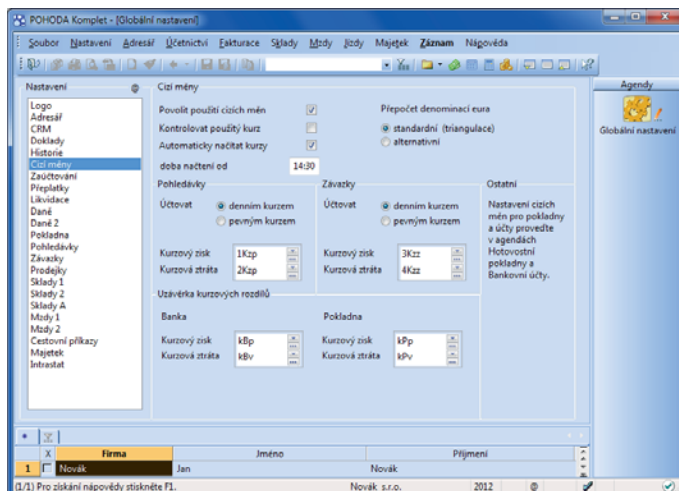 POHODA Komplet - [Globální nastavení]
Soubor Nastavení Adresář Účetnictví Fakturace Sklady Mzdy Jízdy Majetek Záznam Nápověda
Nastavení
Logo
Adresář
CRM
Doklady
Historie
Cizí měny
Zaúčtování
Přeplatky
Likvidace
Daně
Daně 2
Pokladna
Pohledávky
Závazky
Prodejky
Sklady 1
Sklady 2
Sklady A
Mzdy 1
Mzdy 2
Cestovní příkazy
Majetek
Intrastat
Cizí měny
Povolit použití cizích měn
Kontrolovat použitý kurz
Automaticky načítat kurzy
doba načtení od 14:30
Přepočet denominací eura
standardní (triangulace)
alternativní
Pohledávky
Účtovat denním kurzem
pevným kurzem
Kurzový zisk 1Kzp
Kurzová ztráta 2Kzp
Závazky
Účtovat denním kurzem
pevným kurzem
Kurzový zisk 3Kzz
Kurzová ztráta 4Kzz
Ostatní
Nastavení cizích
měn pro pokladny
a účty proveďte
v agendách
Hotovostní
pokladny a
Bankovní účty.
Uzávěrka kurzových rozdílů
Banka
Kurzový zisk kBp
Kurzová ztráta kBv
Pokladna
Kurzový zisk kPp
Kurzová ztráta kPv
Agendy
Globální nastavení
X Firma Jméno Příjmení
1 Novák Jan Novák
(1/1) Pro získání nápovědy stiskněte F1. Novák s.r.o. 2012 @